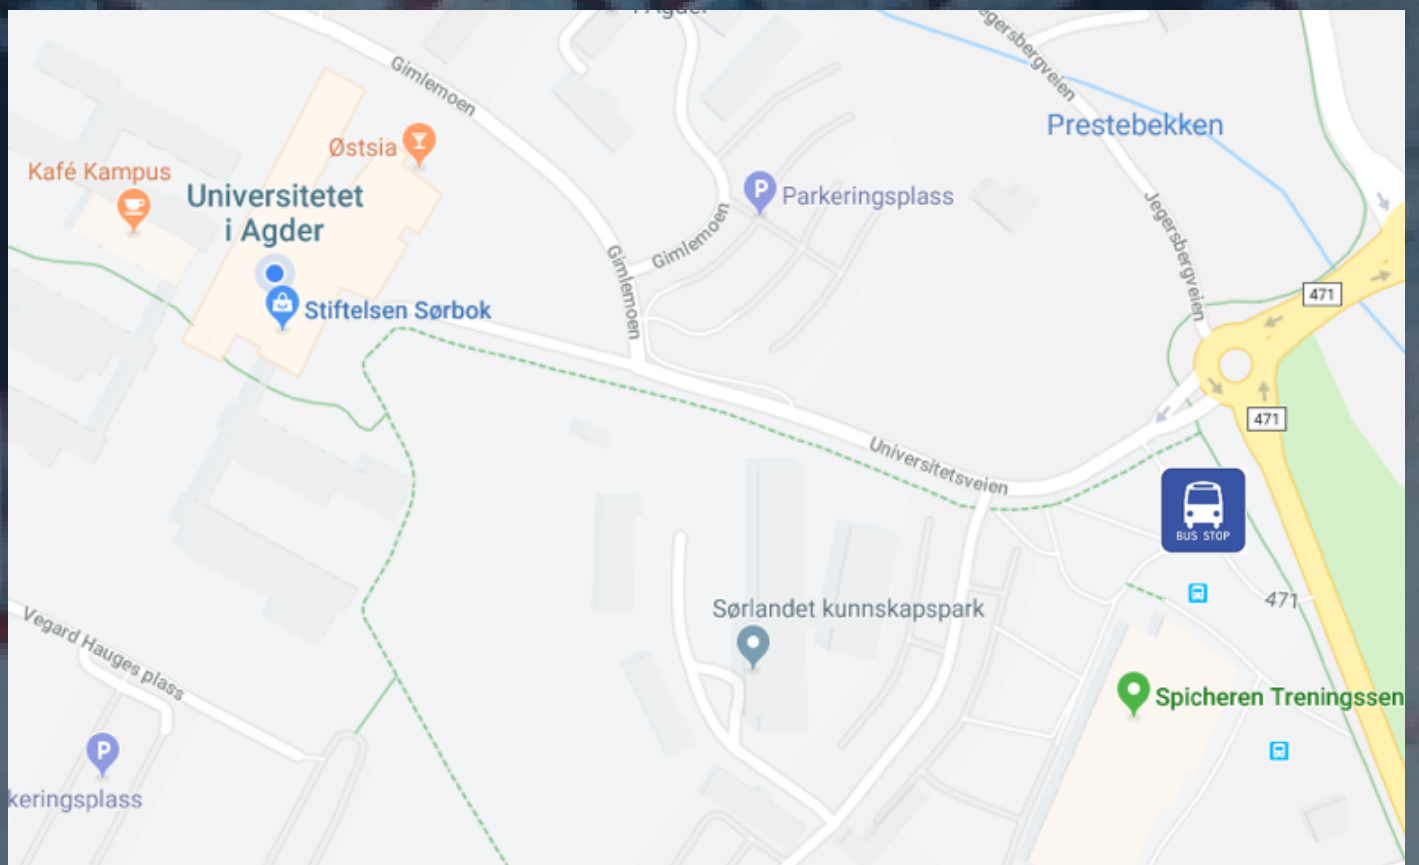 i Agder
Jegersbergveien
Gimlemoen
Prestebekken
Østsia
Kafé Kampus
Universitetet
i Agder
Parkeringsplass
Gimlemoen
Gimlemoen
Jegersbergveien
471
Stiftelsen Sørbok
471
Universitetsveien
BUS STOP
471
Sørlandet kunnskapspark
Vegard Hauges plass
Spicheren Treningssen
P
P
keringsplass